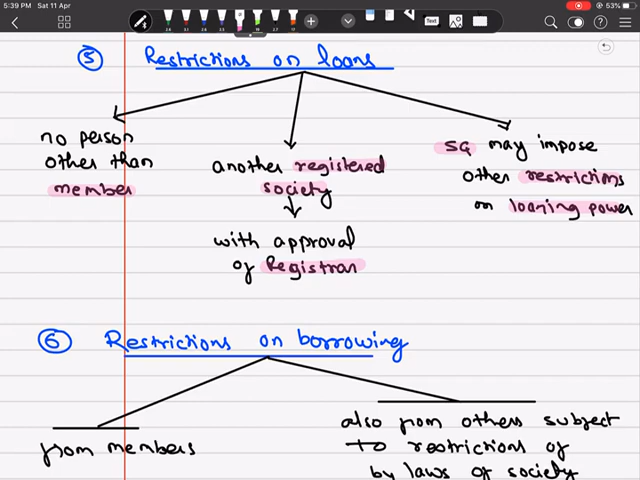 5:39 PM Sat 11 Apr
53%
Text
⑤ Restrictions on loans
no person
other than
member
another registered
society
with approval
of Registrar
SG may impose
other restrictions
on loaning power
⑥ Restrictions on borrowing
from members
also from others subject
to restrictions of
by laws of society